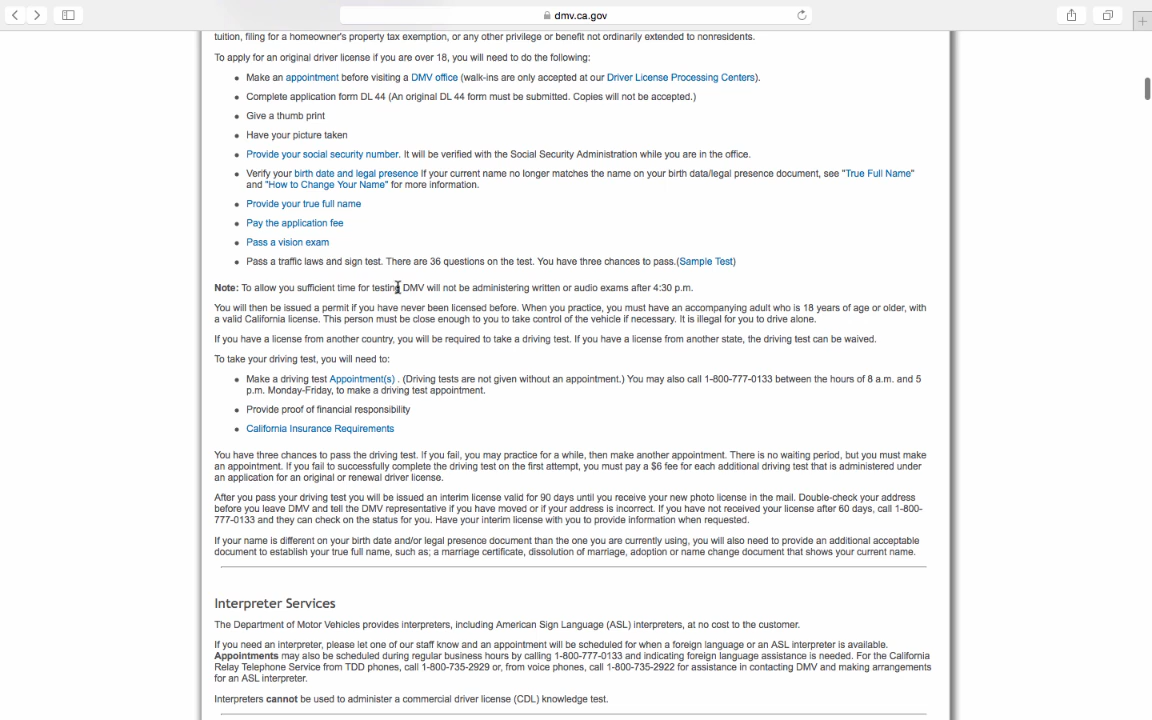 dmv.ca.gov
tuition, filing for a homeowner's property tax exemption, or any other privilege or benefit not ordinarily extended to nonresidents.
To apply for an original driver license if you are over 18, you will need to do the following:
Make an appointment before visiting a DMV office (walk-ins are only accepted at our Driver License Processing Centers).
Complete application form DL 44 (An original DL 44 form must be submitted. Copies will not be accepted.)
Give a thumb print
Have your picture taken
Provide your social security number. It will be verified with the Social Security Administration while you are in the office.
Verify your birth date and legal presence If your current name no longer matches the name on your birth data/legal presence document, see "True Full Name"
and "How to Change Your Name" for more information.
Provide your true full name
Pay the application fee
Pass a vision exam
Pass a traffic laws and sign test. There are 36 questions on the test. You have three chances to pass.(Sample Test)
Note: To allow you sufficient time for testing DMV will not be administering written or audio exams after 4:30 p.m.
You will then be issued a permit if you have never been licensed before. When you practice, you must have an accompanying adult who is 18 years of age or older, with
a valid California license. This person must be close enough to you to take control of the vehicle if necessary. It is illegal for you to drive alone.
If you have a license from another country, you will be required to take a driving test. If you have a license from another state, the driving test can be waived.
To take your driving test, you will need to:
Make a driving test Appointment(s) . (Driving tests are not given without an appointment.) You may also call 1-800-777-0133 between the hours of 8 a.m. and 5
p.m. Monday-Friday, to make a driving test appointment.
Provide proof of financial responsibility
California Insurance Requirements
You have three chances to pass the driving test. If you fail, you may practice for a while, then make another appointment. There is no waiting period, but you must make
an appointment. If you fail to successfully complete the driving test on the first attempt, you must pay a $6 fee for each additional driving test that is administered under
an application for an original or renewal driver license.
After you pass your driving test you will be issued an interim license valid for 90 days until you receive your new photo license in the mail. Double-check your address
before you leave DMV and tell the DMV representative if you have moved or if your address is incorrect. If you have not received your license after 60 days, call 1-800-
777-0133 and they can check on the status for you. Have your interim license with you to provide information when requested.
If your name is different on your birth date and/or legal presence document than the one you are currently using, you will also need to provide an additional acceptable
document to establish your true full name, such as; a marriage certificate, dissolution of marriage, adoption or name change document that shows your current name.
Interpreter Services
The Department of Motor Vehicles provides interpreters, including American Sign Language (ASL) interpreters, at no cost to the customer.
If you need an interpreter, please let one of our staff know and an appointment will be scheduled for when a foreign language or an ASL interpreter is available.
Appointments may also be scheduled during regular business hours by calling 1-800-777-0133 and indicating foreign language assistance is needed. For the California
Relay Telephone Service from TDD phones, call 1-800-735-2929 or, from voice phones, call 1-800-735-2922 for assistance in contacting DMV and making arrangements
for an ASL interpreter.
Interpreters cannot be used to administer a commercial driver license (CDL) knowledge test.